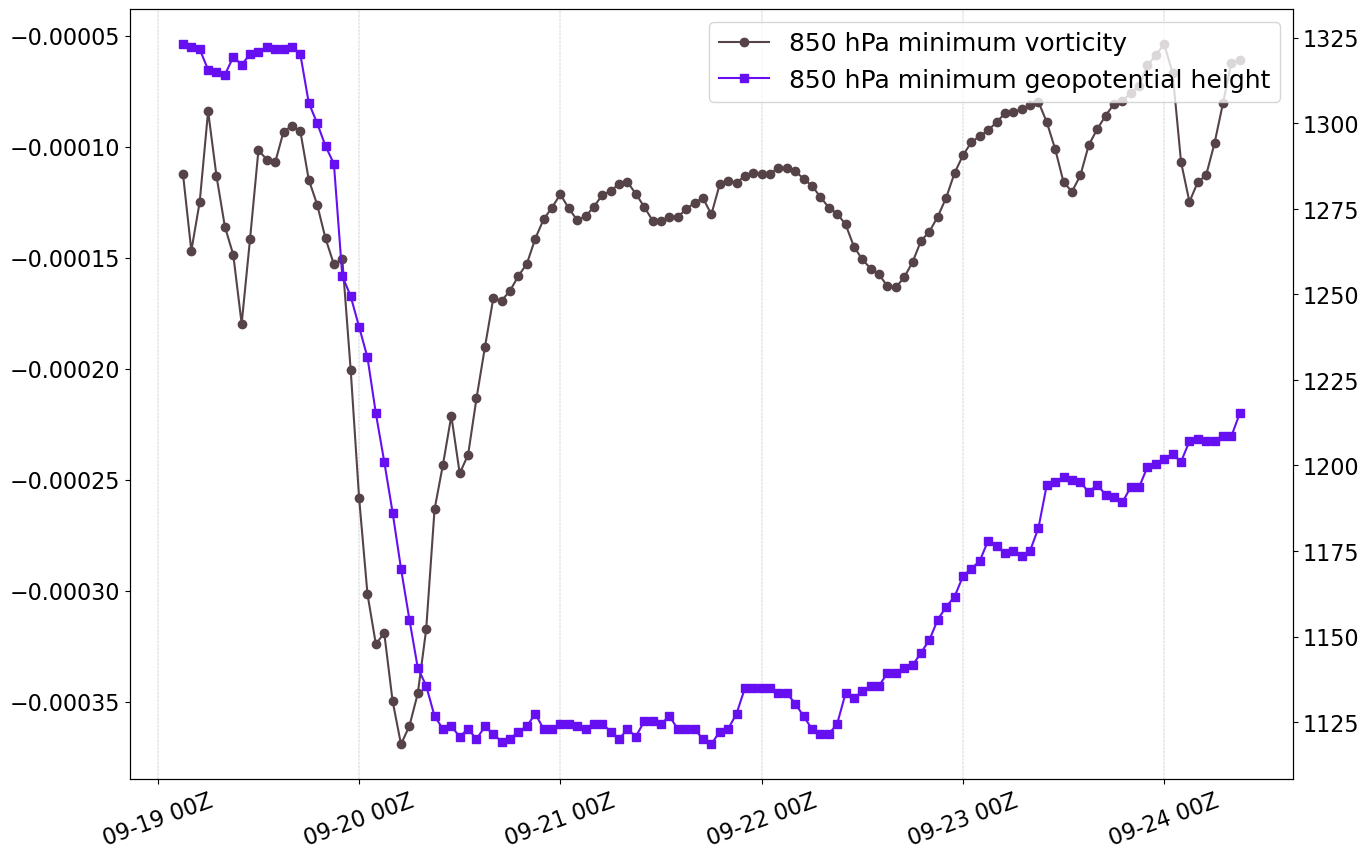 850 hPa minimum vorticity
850 hPa minimum geopotential height
−0.00005
−0.00010
−0.00015
−0.00020
−0.00025
−0.00030
−0.00035
1325
1300
1275
1250
1225
1200
1175
1150
1125
09-19 00Z
09-20 00Z
09-21 00Z
09-22 00Z
09-23 00Z
09-24 00Z